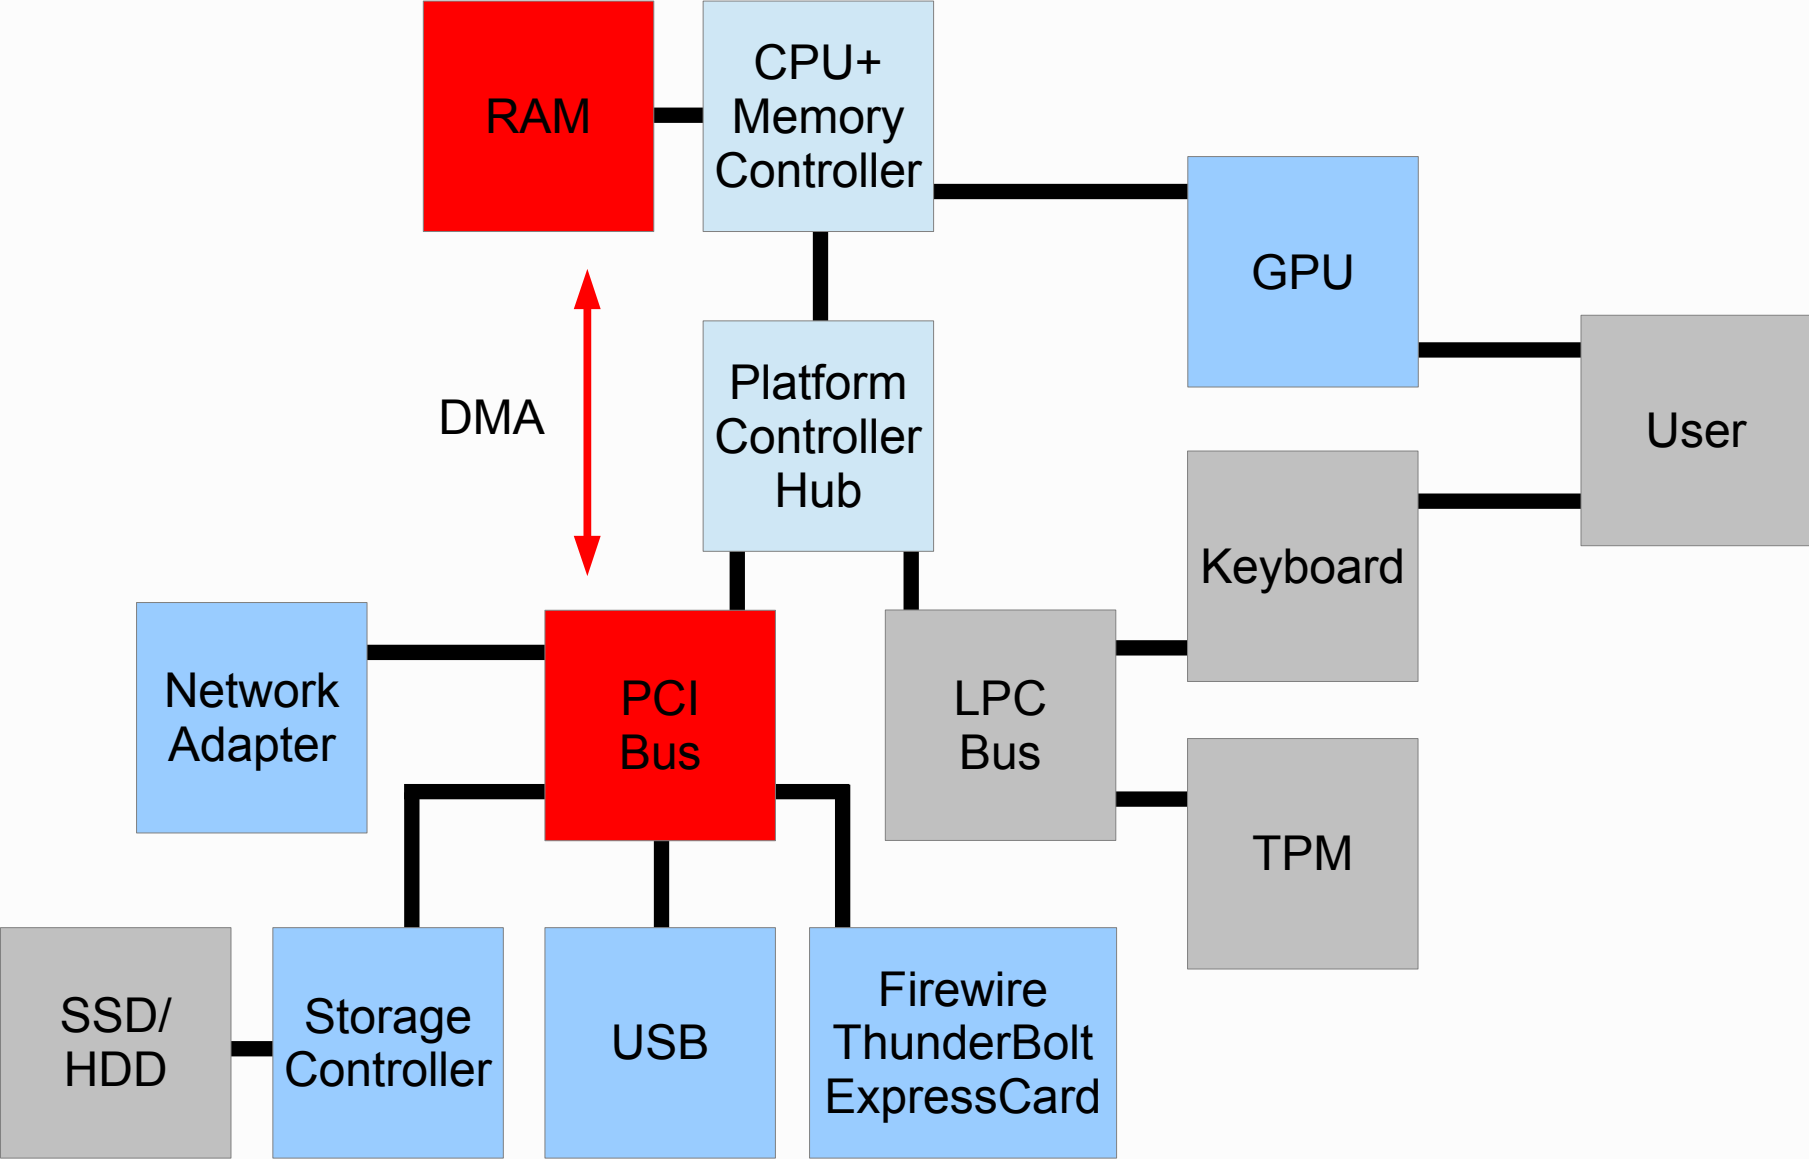 RAM
CPU+
Memory
Controller
GPU
User
DMA
Platform
Controller
Hub
Keyboard
Network
Adapter
PCI
Bus
LPC
Bus
TPM
SSD/
HDD
Storage
Controller
USB
Firewire
ThunderBolt
ExpressCard